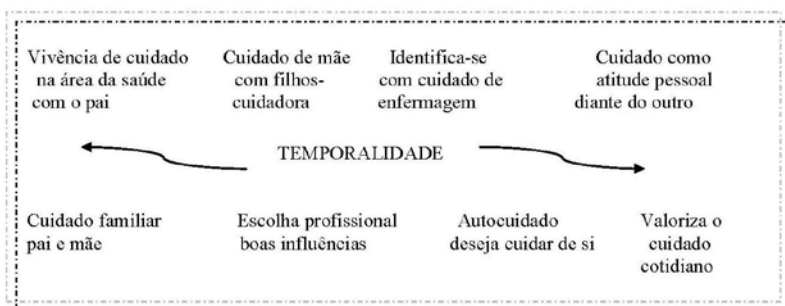 Vivência de cuidado
na área da saúde
com o pai
Cuidado de mãe
com filhos-
cuidadora
Identifica-se
com cuidado de
enfermagem
Cuidado como
atitude pessoal
diante do outro
TEMPORALIDADE
Cuidado familiar
pai e mãe
Escolha profissional
boas influências
Autocuidado
deseja cuidar de si
Valoriza o
cuidado
cotidiano